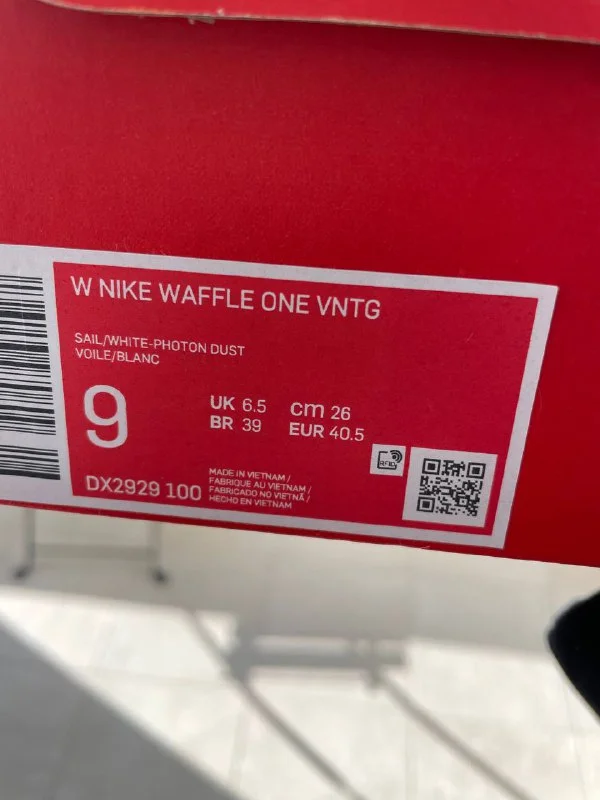 W NIKE WAFFLE ONE VNTG
SAIL/WHITE-PHOTON DUST
VOILE/BLANC
9
UK 6.5 cm 26
BR 39 EUR 40.5
RFID
DX2929 100
MADE IN VIETNAM /
FABRIQUE AU VIETNAM /
FABRICADO NO VIETNÃ /
HECHO EN VIETNAM